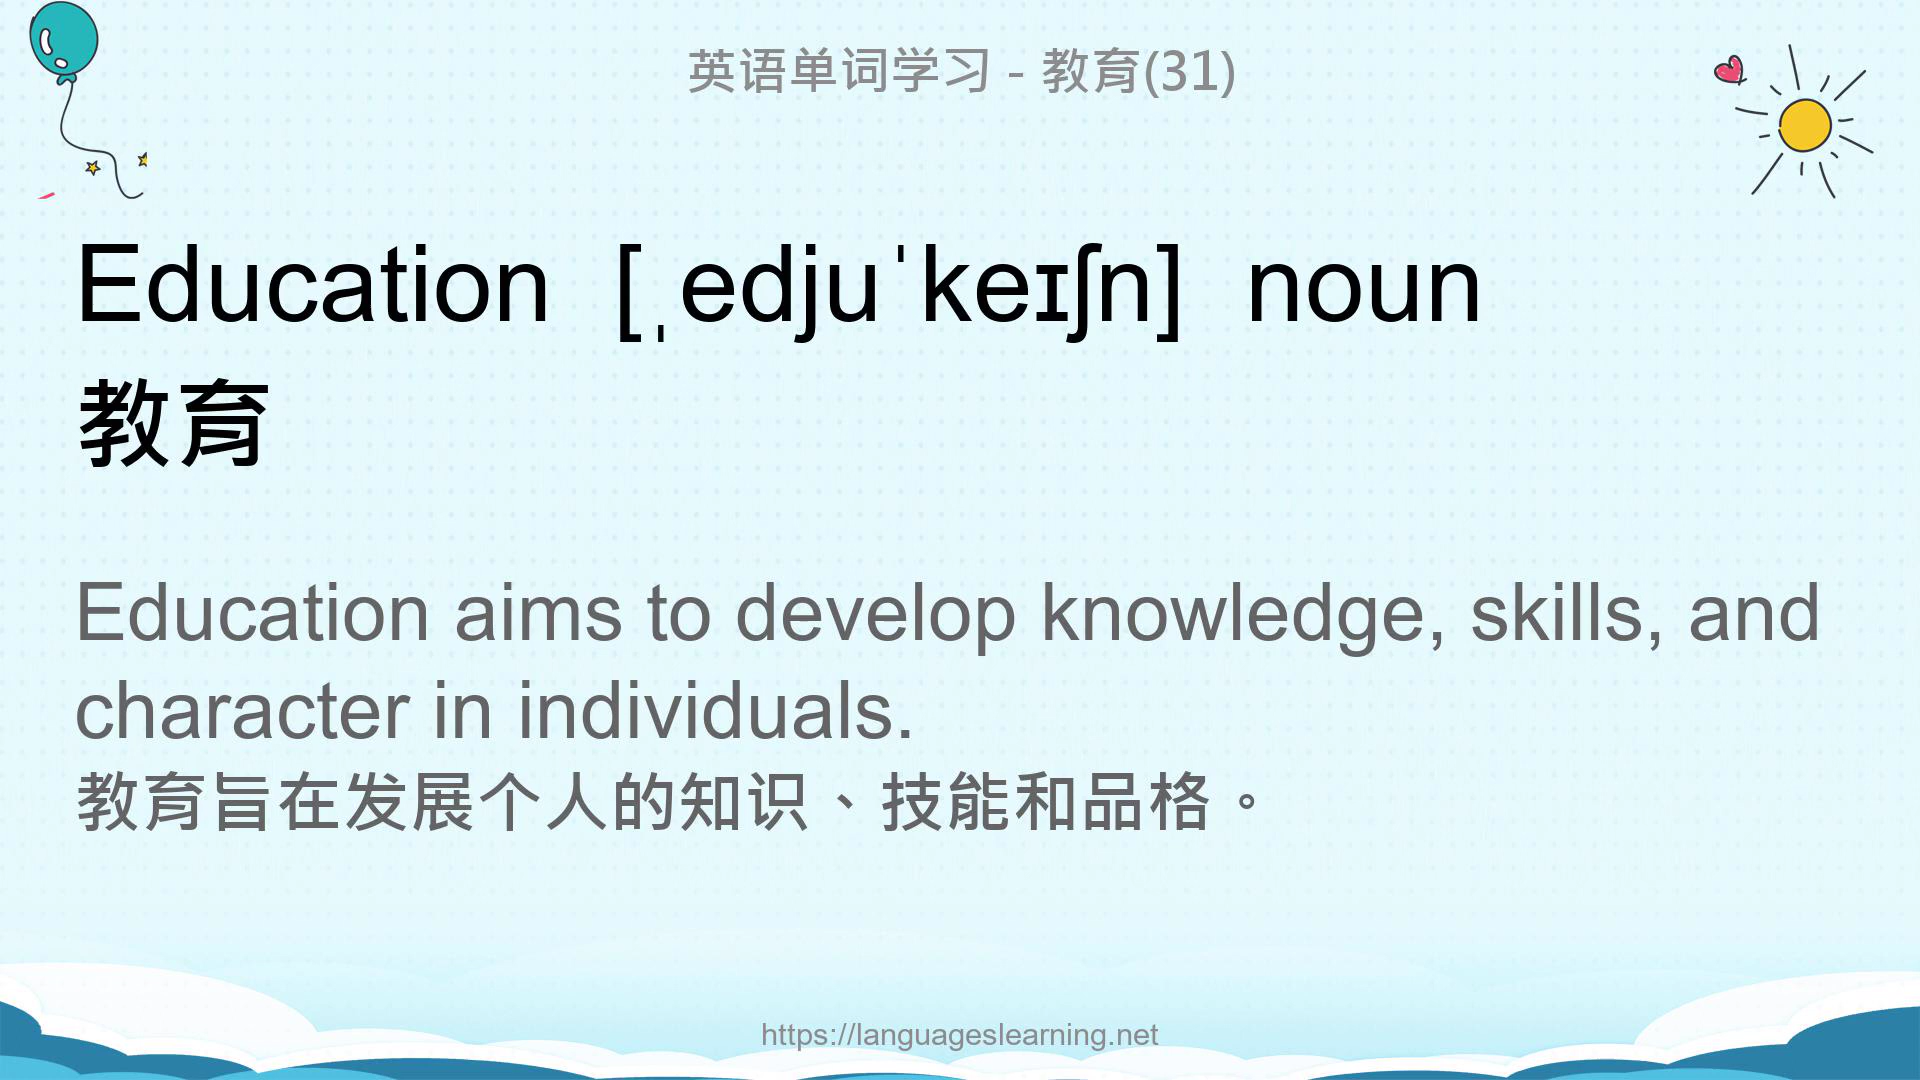 英语单词学习 - 教育(31)
Education [ˌedjuˈkeɪʃn] noun
教育
Education aims to develop knowledge, skills, and
character in individuals.
教育旨在发展个人的知识、技能和品格。
https://languageslearning.net